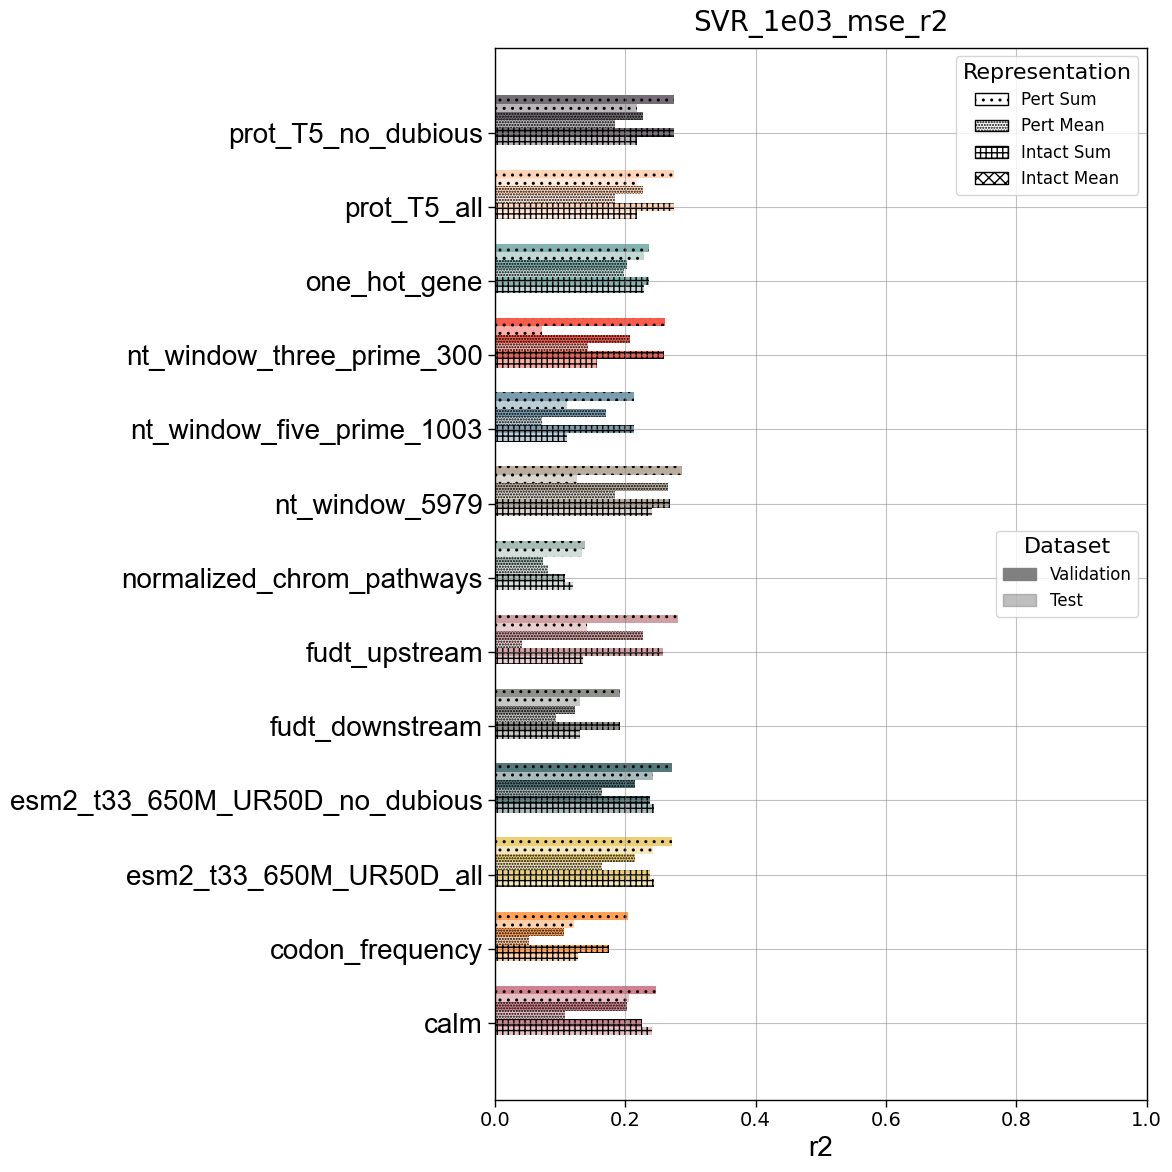 SVR_1e03_mse_r2
Representation
Pert Sum
Pert Mean
Intact Sum
Intact Mean
prot_T5_no_dubious
prot_T5_all
one_hot_gene
nt_window_three_prime_300
nt_window_five_prime_1003
nt_window_5979
Dataset
Validation
Test
normalized_chrom_pathways
fudt_upstream
fudt_downstream
esm2_t33_650M_UR50D_no_dubious
esm2_t33_650M_UR50D_all
codon_frequency
calm
0.0 0.2 0.4 0.6 0.8 1.0
r2